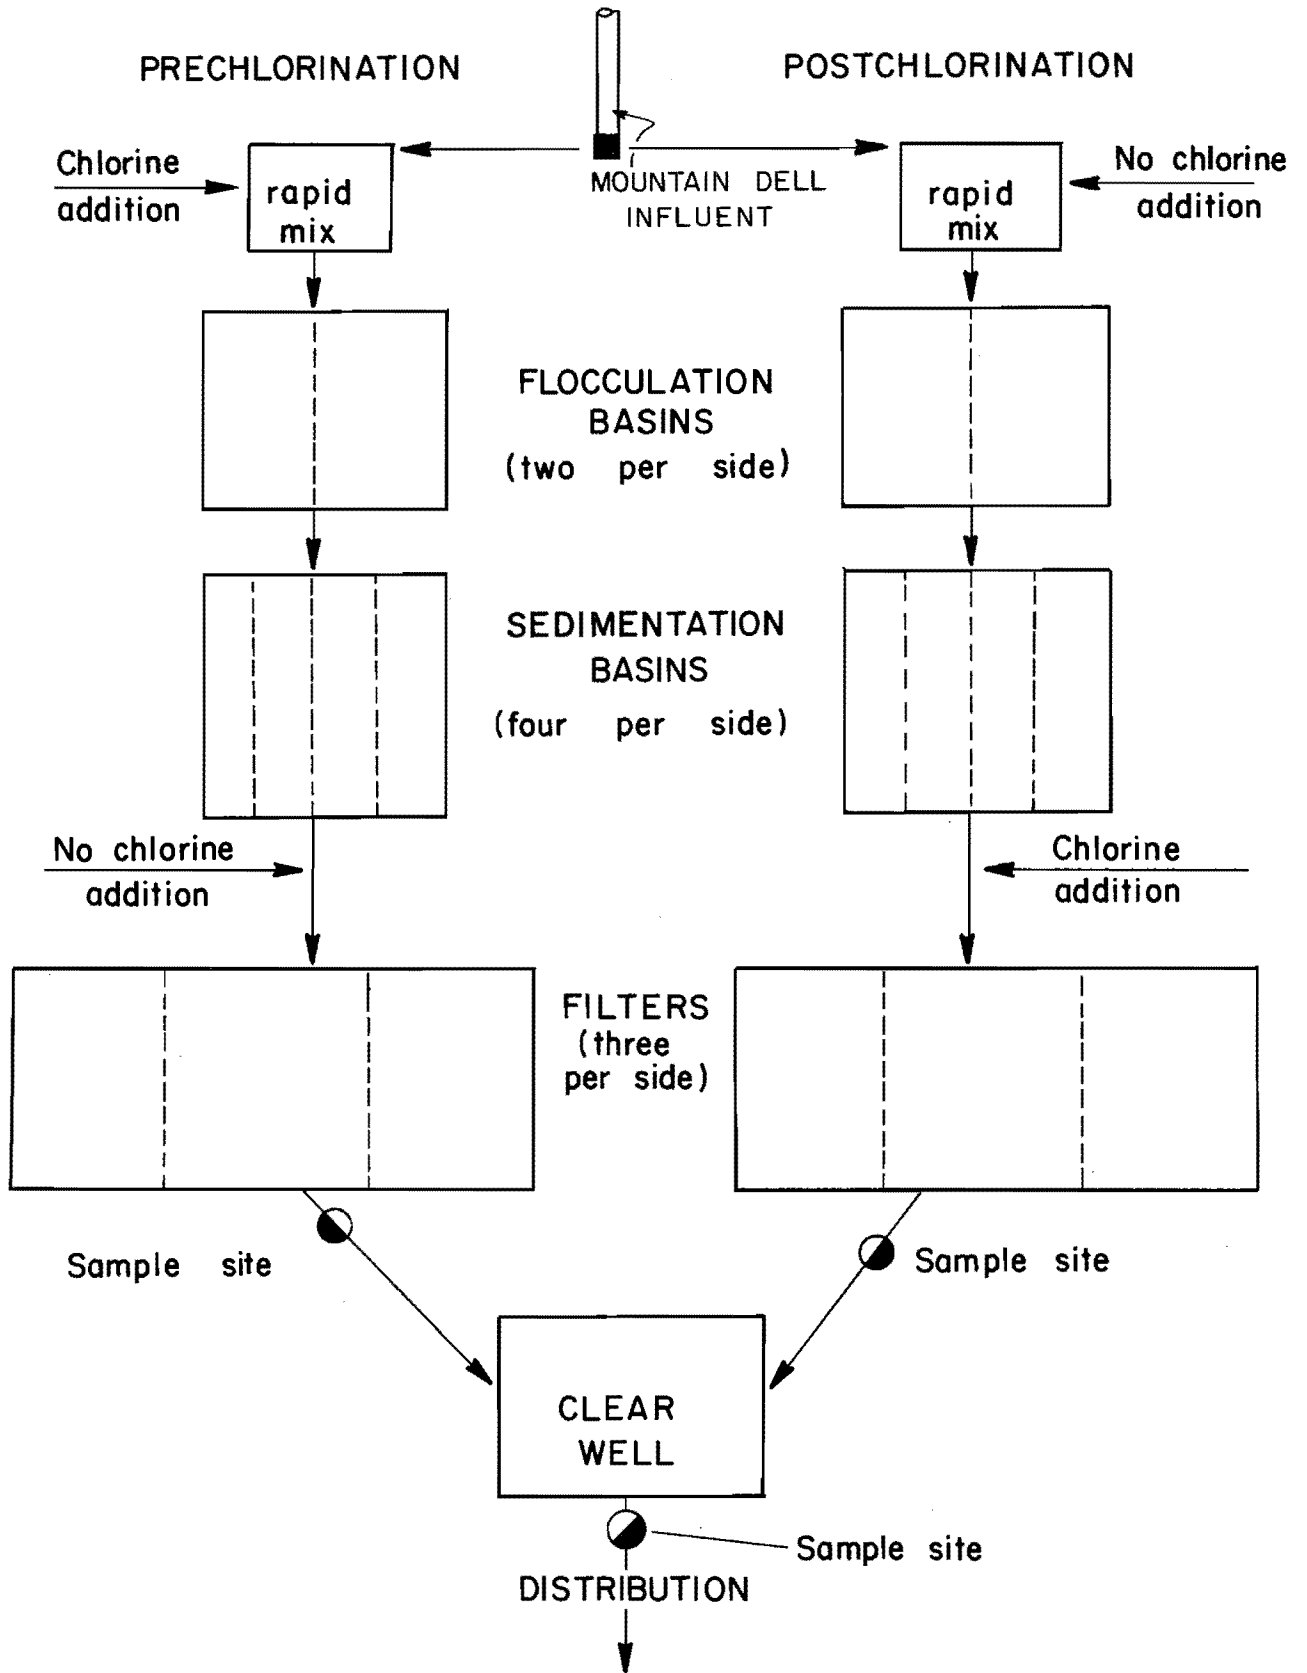 PRECHLORINATION
POSTCHLORINATION
Chlorine
addition
rapid
mix
MOUNTAIN DELL
INFLUENT
rapid
mix
No chlorine
addition
FLOCCULATION
BASINS
(two per side)
SEDIMENTATION
BASINS
(four per side)
No chlorine
addition
Chlorine
addition
FILTERS
(three
per side)
Sample site
Sample site
CLEAR
WELL
Sample site
DISTRIBUTION